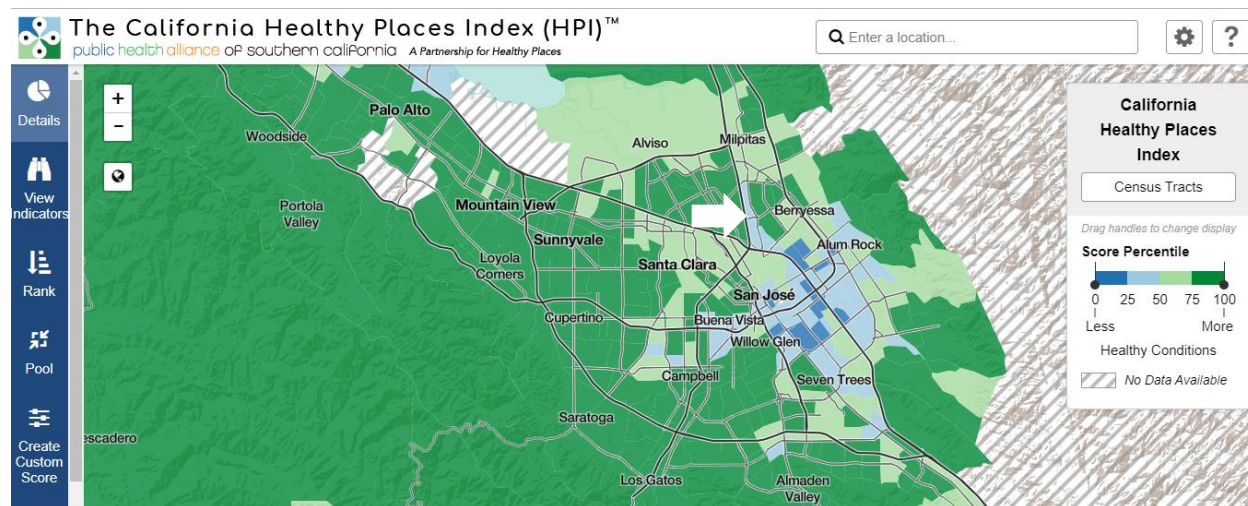 The California Healthy Places Index (HPI)™
public health alliance of southern california A Partnership for Healthy Places
Enter a location...
?
Details
View
Indicators
Rank
Pool
Create
Custom
Score
+
−
Palo Alto
Woodside
Alviso
Milpitas
Portola
Valley
Mountain View
Berryessa
Sunnyvale
Alum Rock
Loyola
Corners
Santa Clara
San José
Cupertino
Buena Vista
Willow Glen
Campbell
Seven Trees
Saratoga
escadero
Los Gatos
Almaden
Valley
California
Healthy Places
Index
Census Tracts
Drag handles to change display
Score Percentile
0 25 50 75 100
Less More
Healthy Conditions
No Data Available